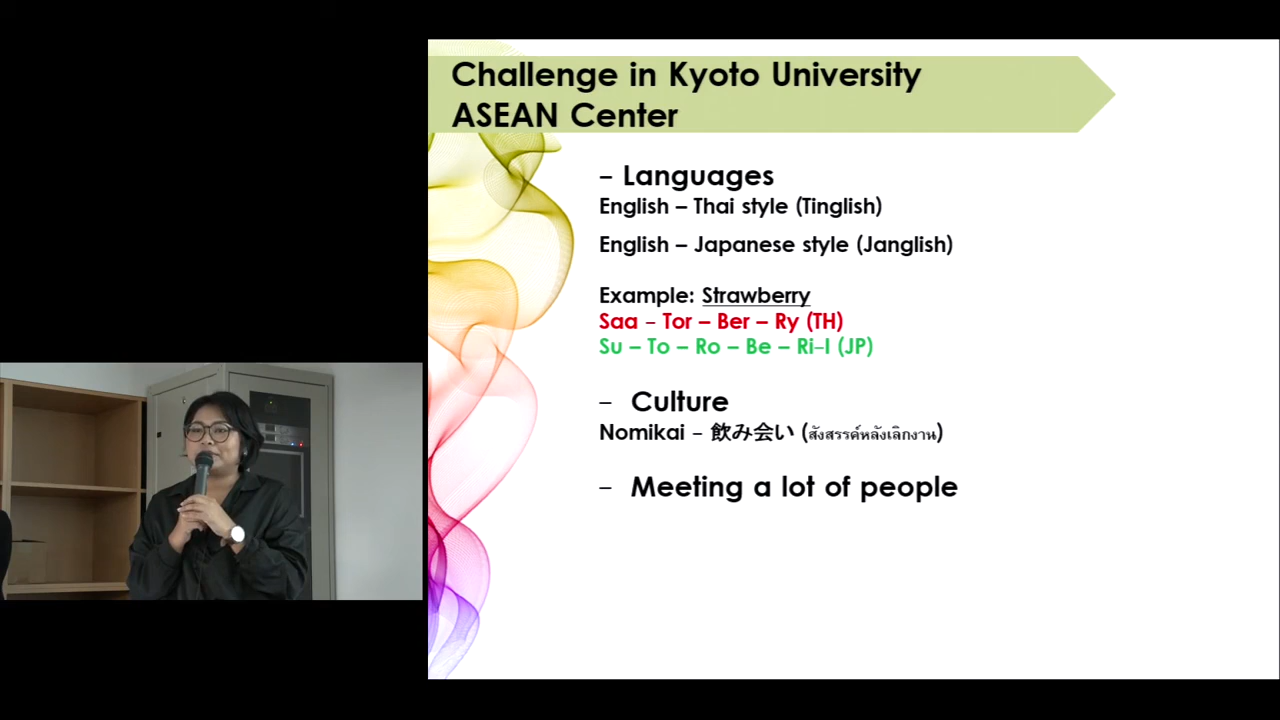 Challenge in Kyoto University
ASEAN Center
– Languages
English – Thai style (Tinglish)
English – Japanese style (Janglish)
Example: Strawberry
Saa – Tor – Ber – Ry (TH)
Su – To – Ro – Be – Ri–I (JP)
– Culture
Nomikai – 飲み会い (สังสรรค์หลังเลิกงาน)
– Meeting a lot of people